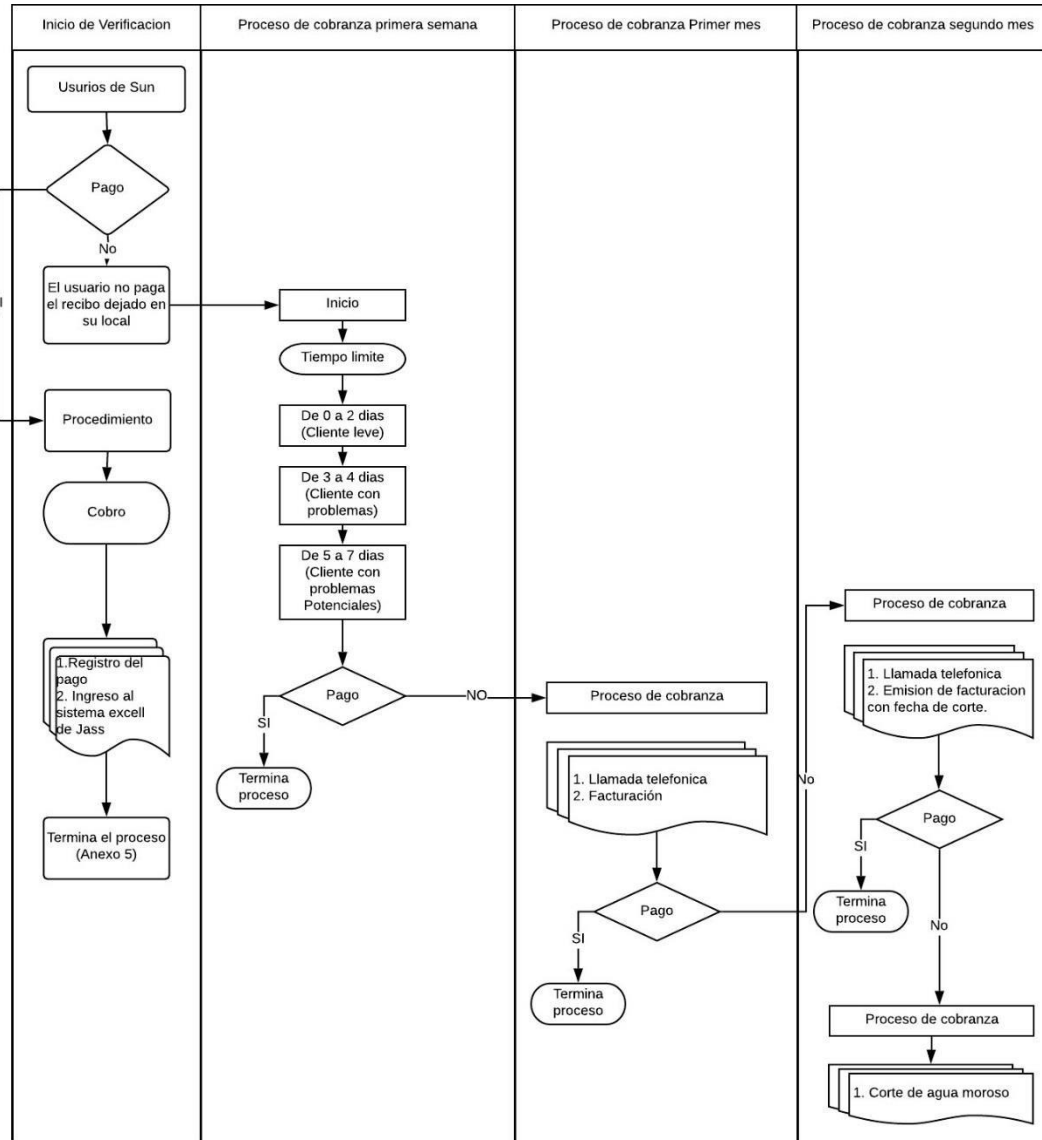 Inicio de Verificacion
Proceso de cobranza primera semana
Proceso de cobranza Primer mes
Proceso de cobranza segundo mes
Usurios de Sun
Pago
No
El usuario no paga
el recibo dejado en
su local
Procedimiento
Cobro
1.Registro del
pago
2. Ingreso al
sistema excell
de Jass
Termina el proceso
(Anexo 5)
Inicio
Tiempo limite
De 0 a 2 dias
(Cliente leve)
De 3 a 4 dias
(Cliente con
problemas)
De 5 a 7 dias
(Cliente con
problemas
Potenciales)
Pago
NO
SI
Termina
proceso
Proceso de cobranza
1. Llamada telefonica
2. Facturación
Pago
SI
Termina
proceso
No
Proceso de cobranza
1. Llamada telefonica
2. Emision de facturacion
con fecha de corte.
Pago
SI
Termina
proceso
No
Proceso de cobranza
1. Corte de agua moroso